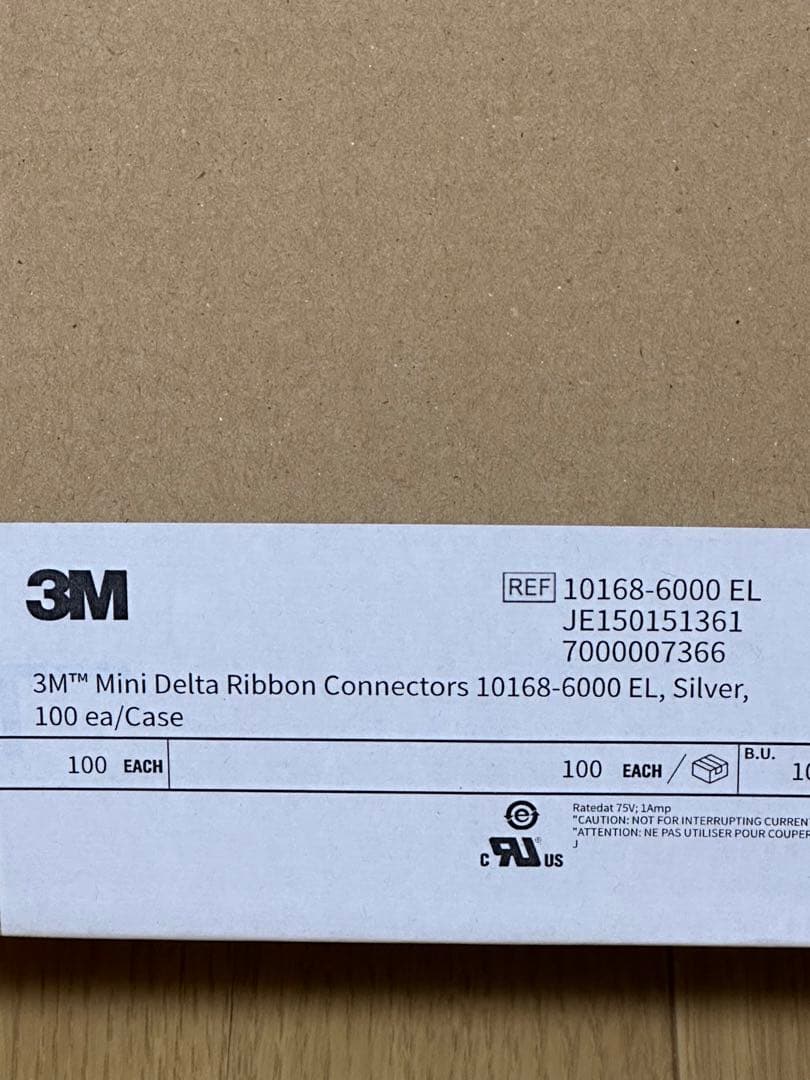 3M
REF 10168-6000 EL
JE150151361
7000007366
3M™ Mini Delta Ribbon Connectors 10168-6000 EL, Silver,
100 ea/Case
100 EACH
100 EACH /
B.U.
e
Ratedat 75V; 1Amp
"CAUTION: NOT FOR INTERRUPTING
"ATTENTION: NE PAS UTILISER POUR
J
c RU ® US